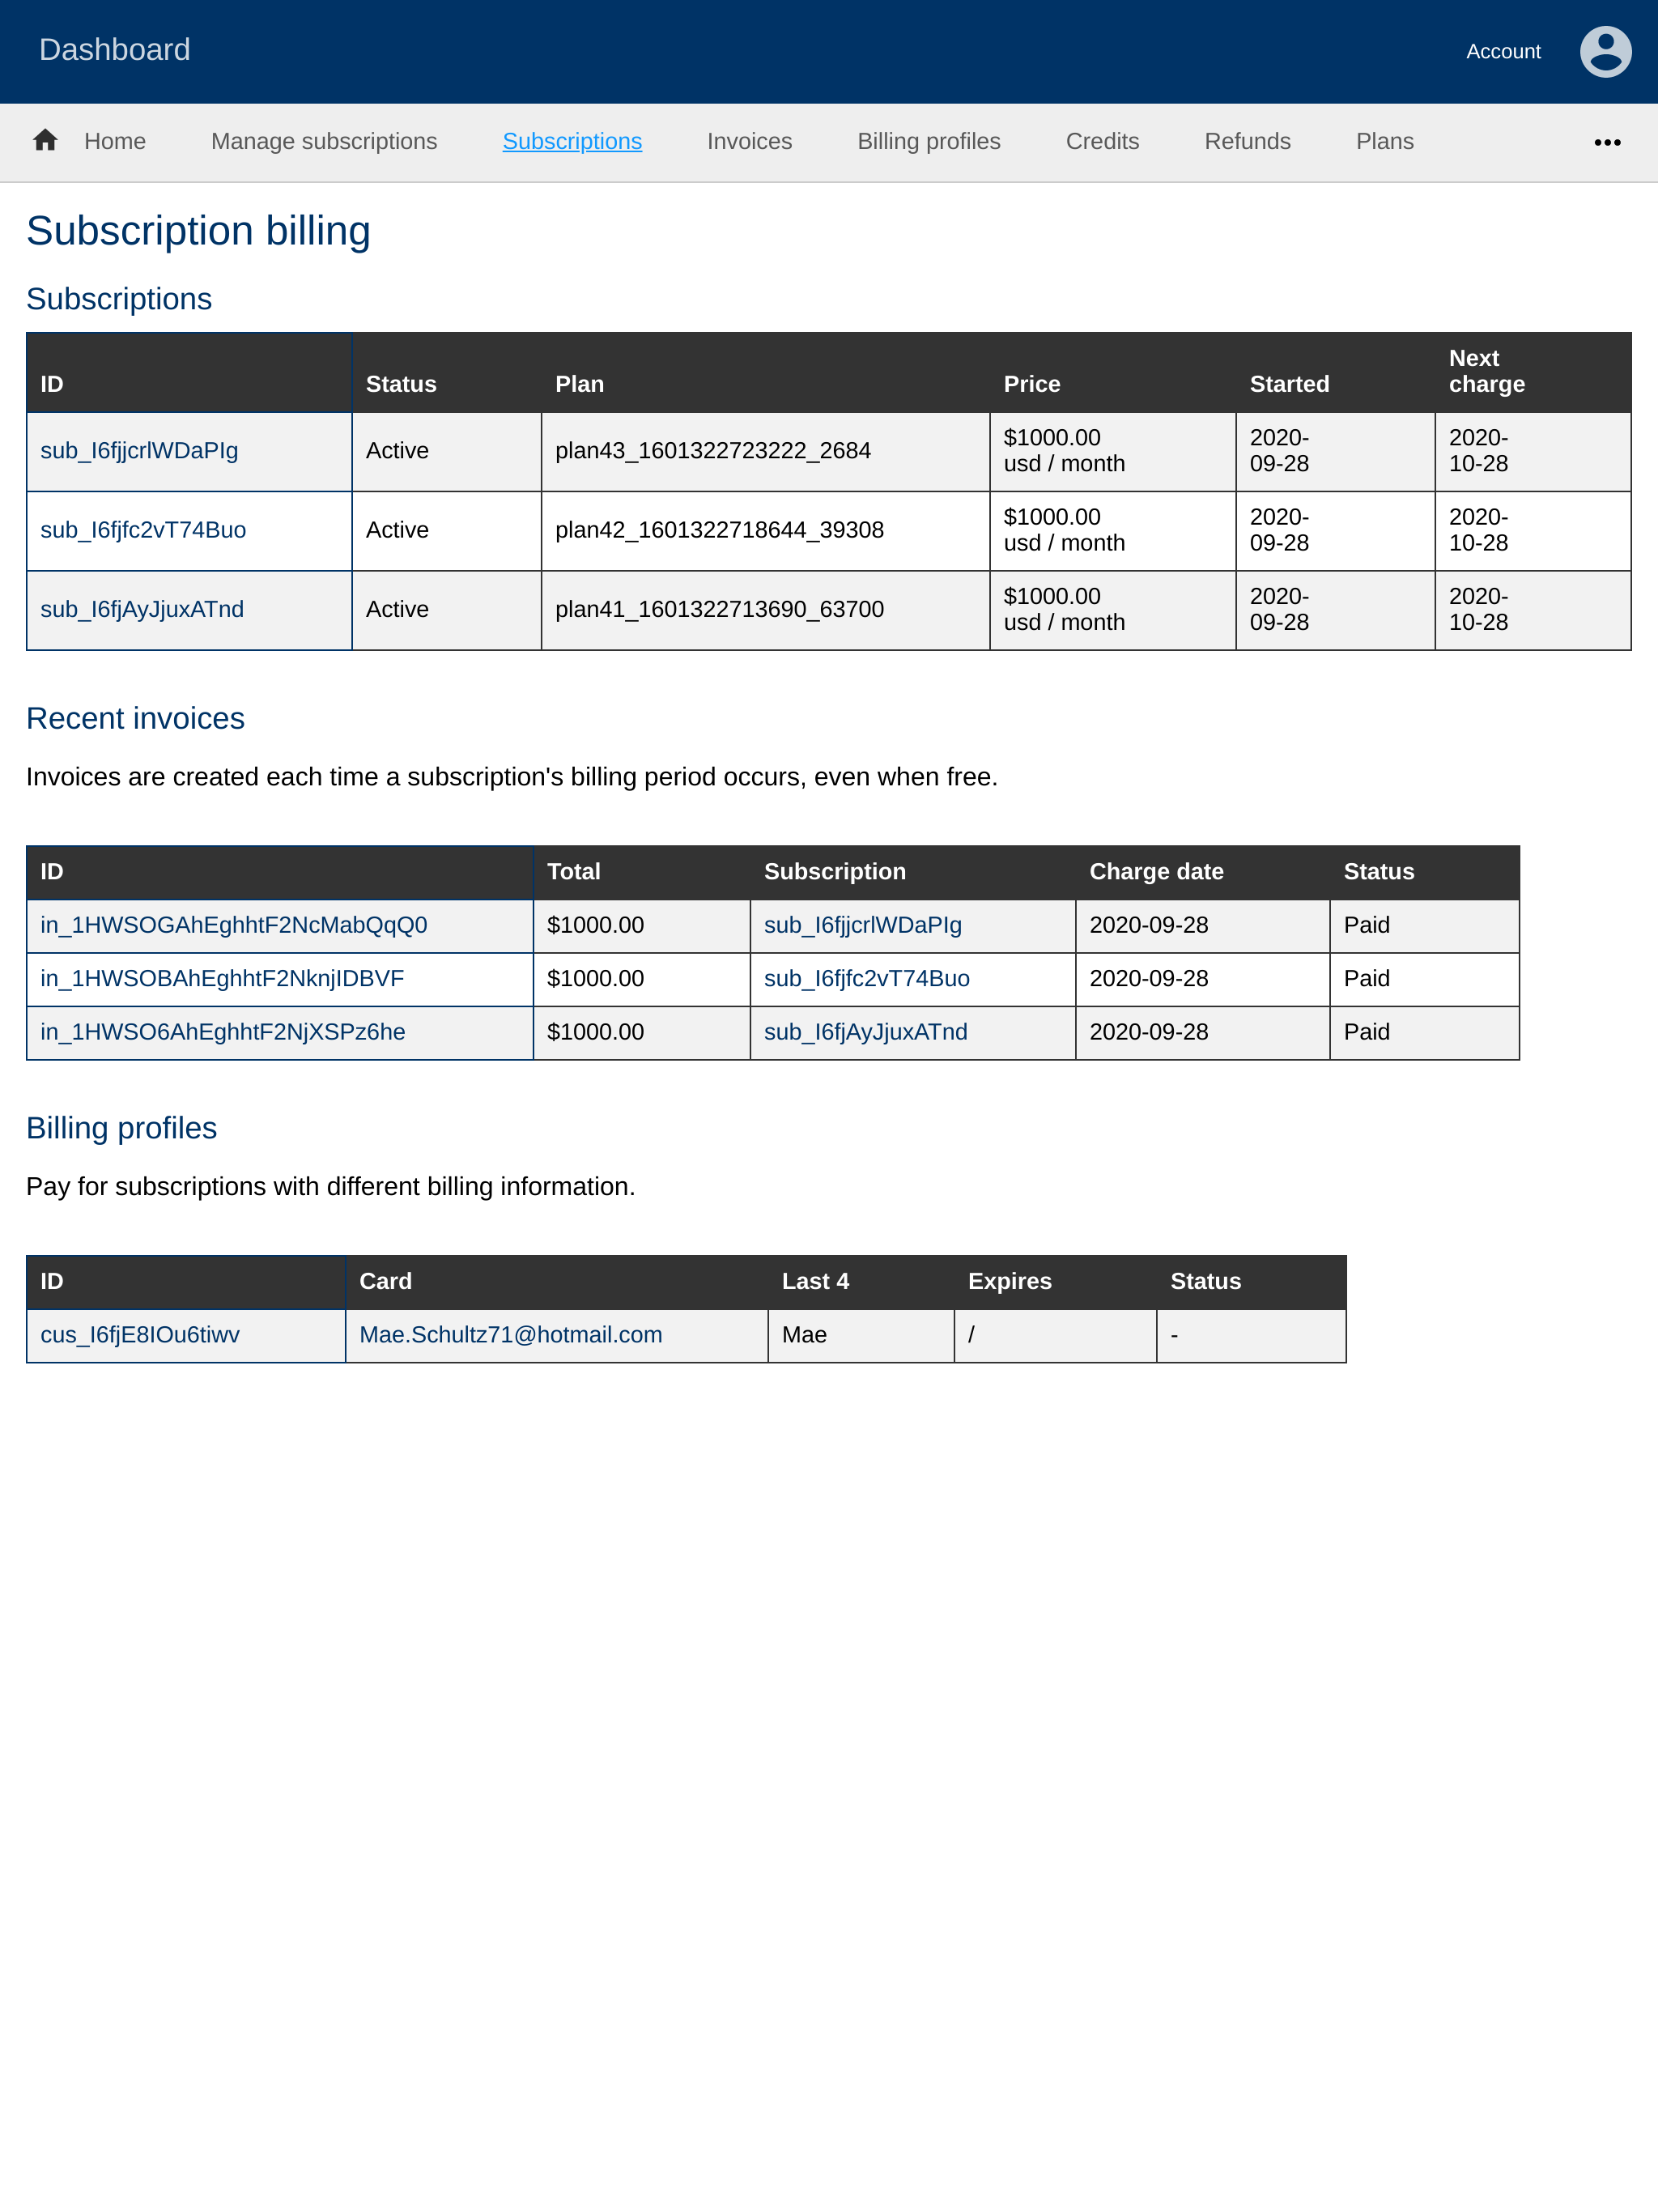 Dashboard
Account
Home Manage subscriptions Subscriptions Invoices Billing profiles Credits Refunds Plans •••
Subscription billing
Subscriptions
ID Status Plan Price Started Next charge
sub_I6fjjcrlWDaPIg Active plan43_1601322723222_2684 $1000.00 usd / month 2020-09-28 2020-10-28
sub_I6fjfc2vT74Buo Active plan42_1601322718644_39308 $1000.00 usd / month 2020-09-28 2020-10-28
sub_I6fjAyJjuxATnd Active plan41_1601322713690_63700 $1000.00 usd / month 2020-09-28 2020-10-28
Recent invoices
Invoices are created each time a subscription's billing period occurs, even when free.
ID Total Subscription Charge date Status
in_1HWSOGAhEghhtF2NcMabQqQ0 $1000.00 sub_I6fjjcrlWDaPIg 2020-09-28 Paid
in_1HWSOBAhEghhtF2NknjIDBVF $1000.00 sub_I6fjfc2vT74Buo 2020-09-28 Paid
in_1HWSO6AhEghhtF2NjXSPz6he $1000.00 sub_I6fjAyJjuxATnd 2020-09-28 Paid
Billing profiles
Pay for subscriptions with different billing information.
ID Card Last 4 Expires Status
cus_I6fjE8IOu6tiwv Mae.Schultz71@hotmail.com Mae / -